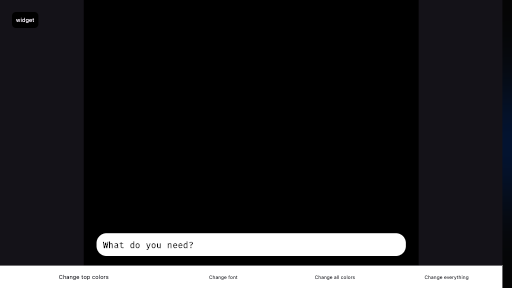 widget
What do you need?
Change top colors
Change font
Change all colors
Change everything